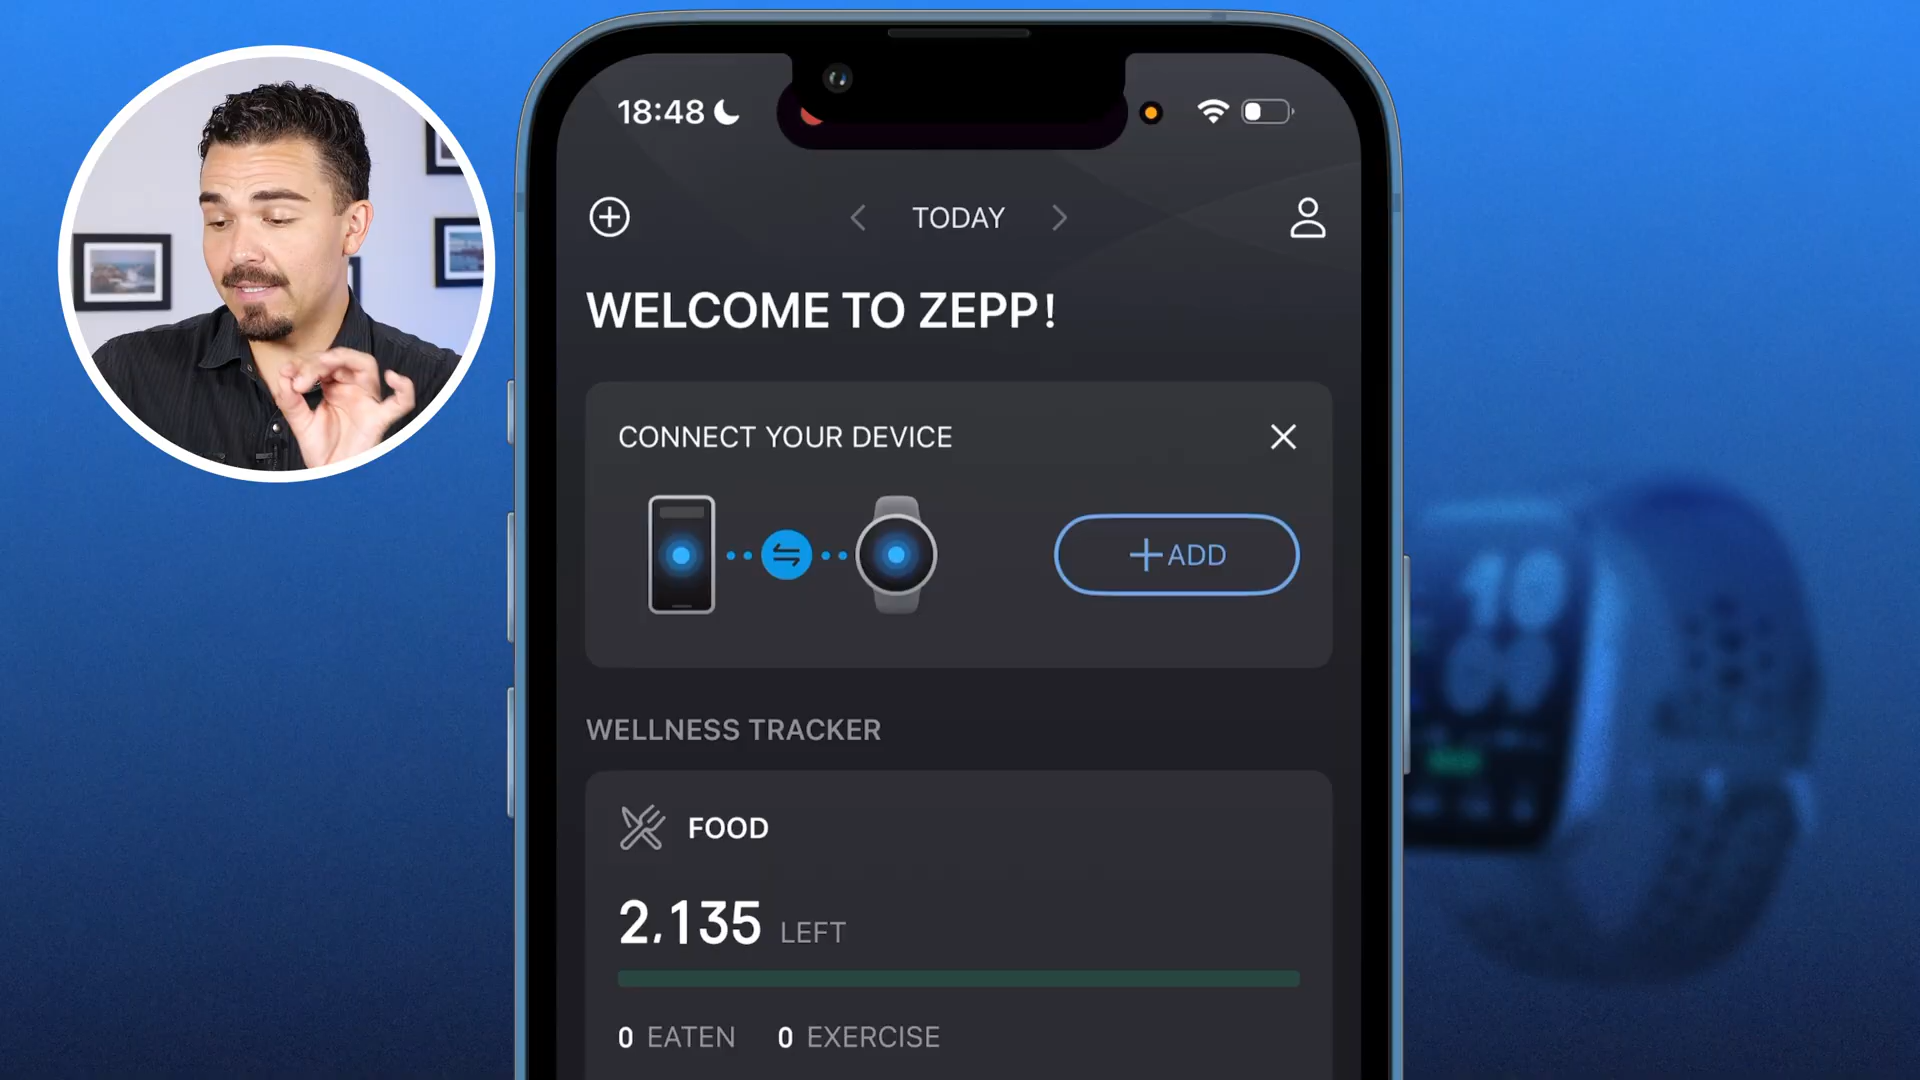 18:48
TODAY
WELCOME TO ZEPP!
CONNECT YOUR DEVICE
+ADD
WELLNESS TRACKER
FOOD
2,135 LEFT
0 EATEN 0 EXERCISE